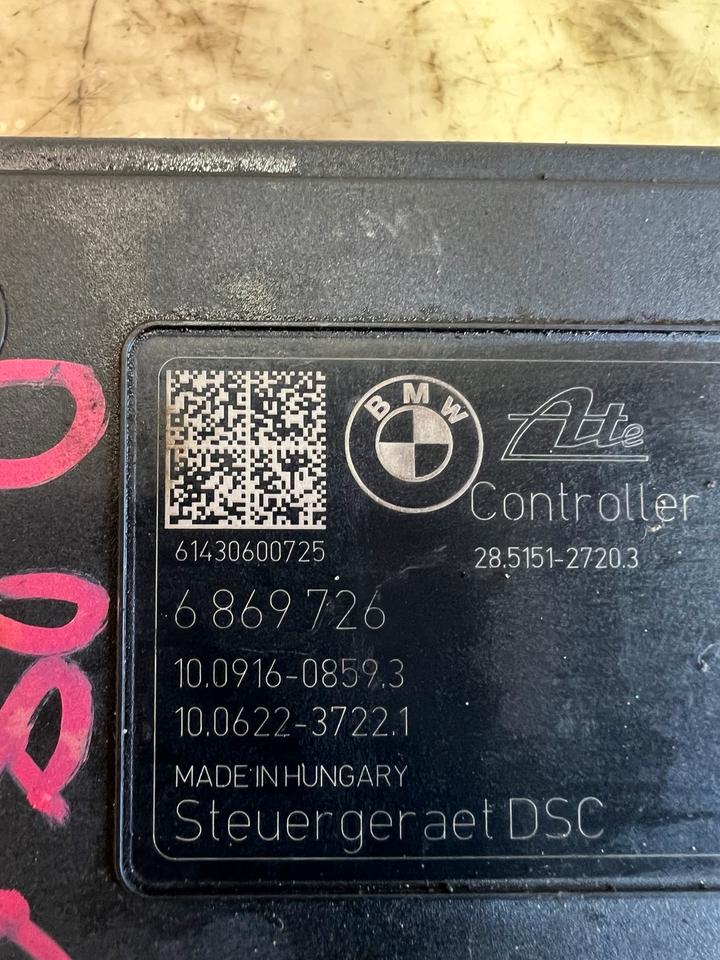 BMW
Ate
Controller
61430600725
28.5151-2720.3
6 869 726
10.0916-0859.3
10.0622-3722.1
MADE IN HUNGARY
Steuergeraet DSC